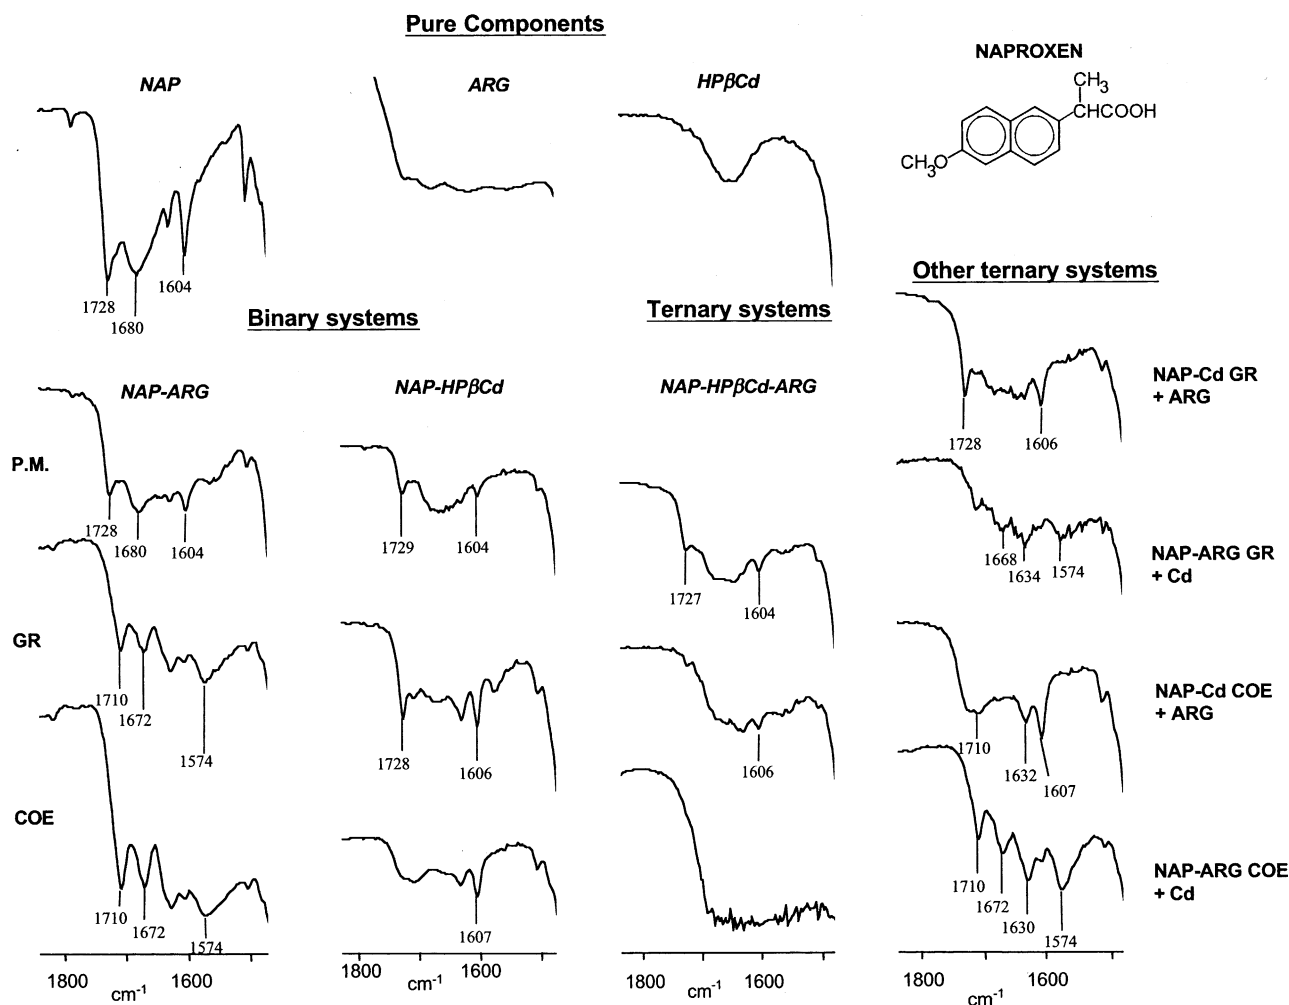 Pure Components
NAP
ARG
HPβCd
NAPROXEN
CH3
CHCOOH
CH3O
1728
1680
1604
Binary systems
Ternary systems
Other ternary systems
NAP-ARG
NAP-HPβCd
NAP-HPβCd-ARG
NAP-Cd GR
+ ARG
P.M.
1728
1680
1604
1729
1604
1727
1604
1728
1606
NAP-ARG GR
+ Cd
1668
1634
1574
GR
1710
1672
1574
1728
1606
1606
NAP-Cd COE
+ ARG
1710
1632
1607
COE
1710
1672
1574
1607
NAP-ARG COE
+ Cd
1710
1672
1630
1574
1800
1600
cm-1
1800
1600
cm-1
1800
1600
cm-1
1800
1600
cm-1